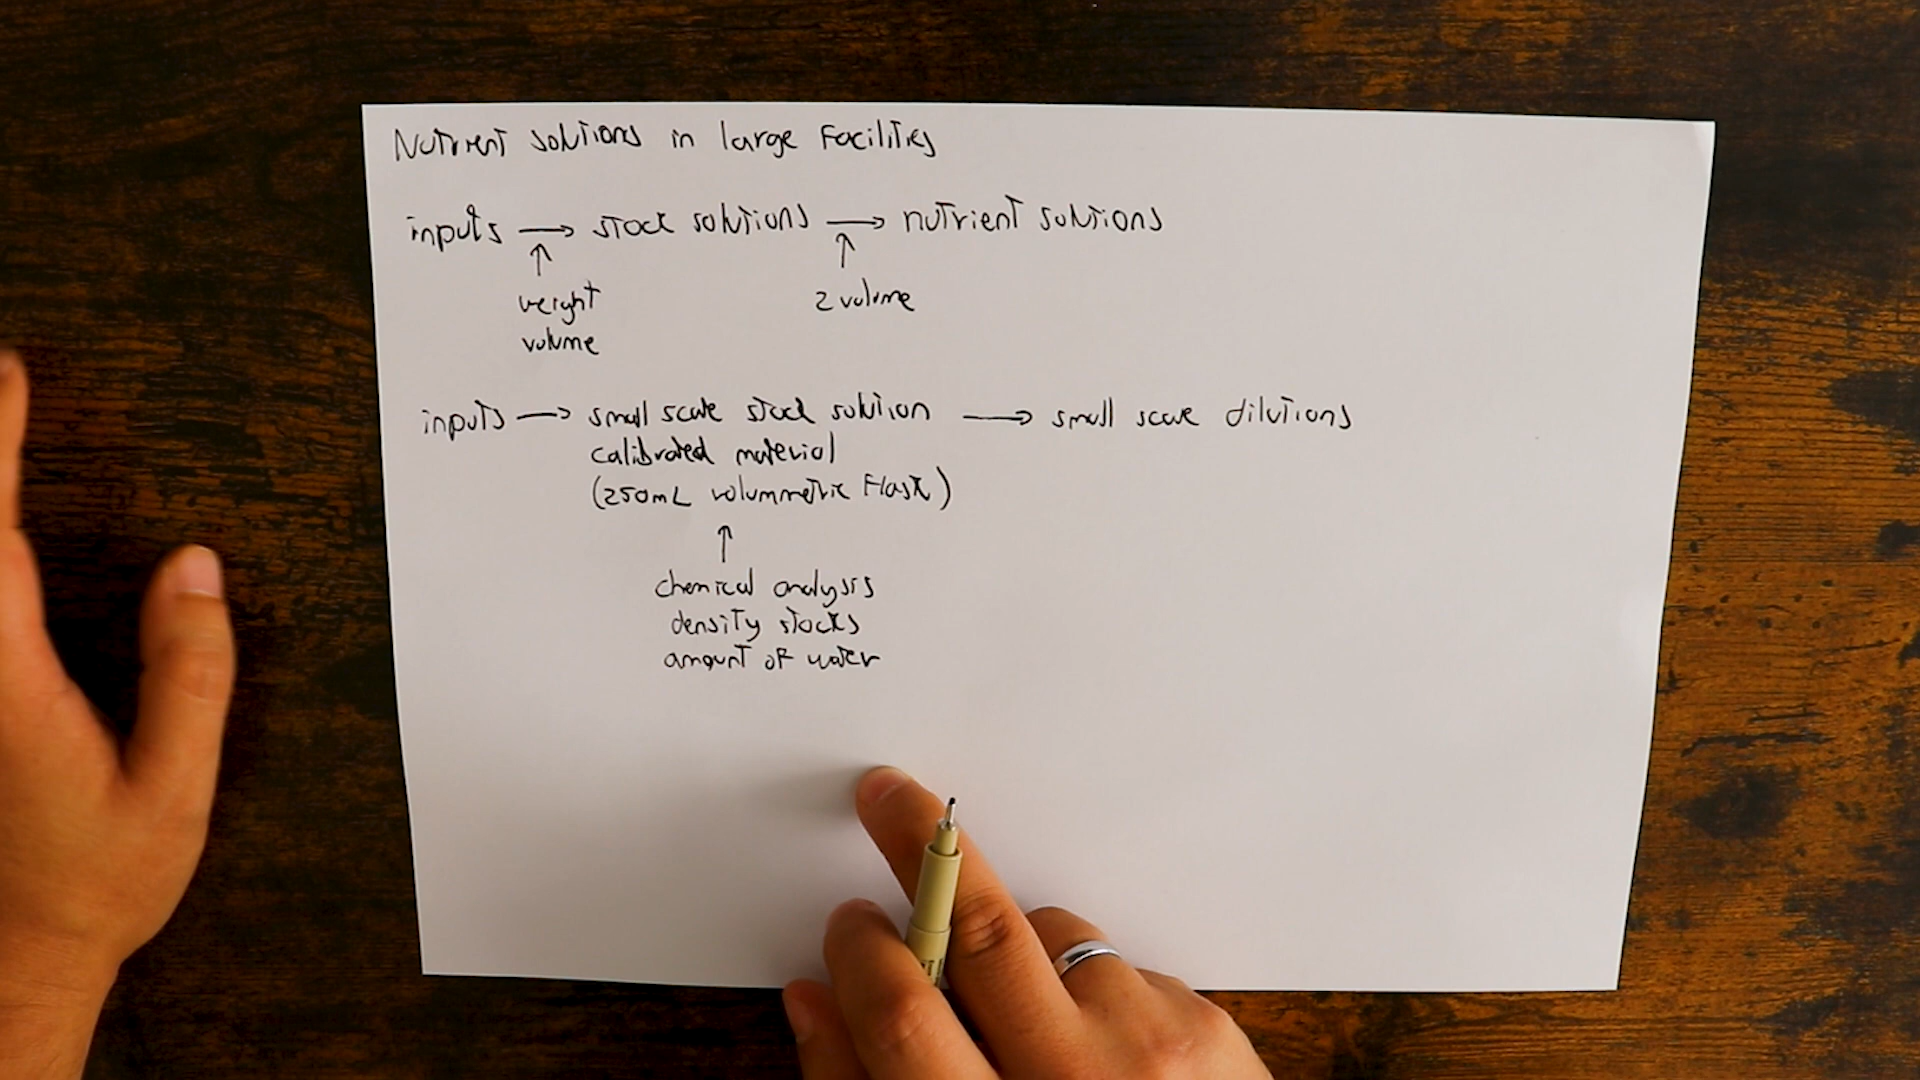 Nutrient solutions in large Facilities
inputs → stock solutions → nutrient solutions
↑ ↑
weight 2 volume
volume
inputs → small scale stock solution → small scale dilutions
calibrated material
(250mL volummetric Flask)
↑
chemical analysis
density stocks
amount of water